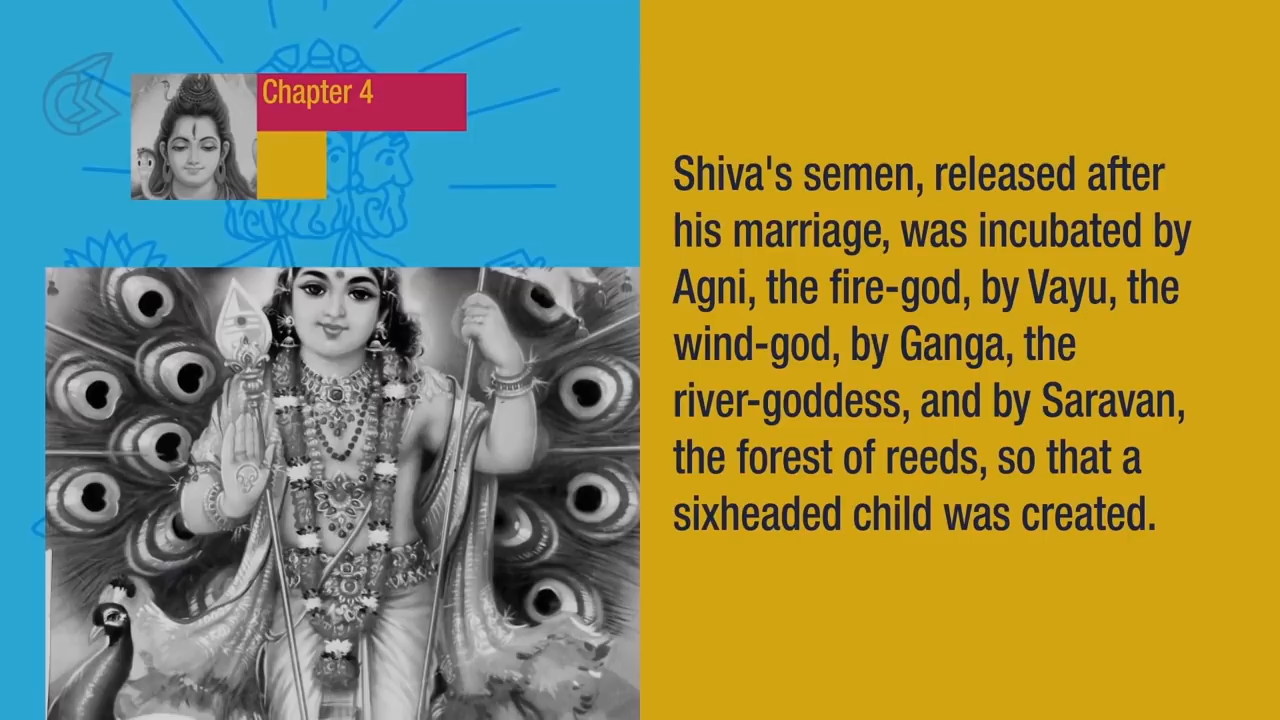 Chapter 4
Shiva's semen, released after
his marriage, was incubated by
Agni, the fire-god, by Vayu, the
wind-god, by Ganga, the
river-goddess, and by Saravan,
the forest of reeds, so that a
sixheaded child was created.